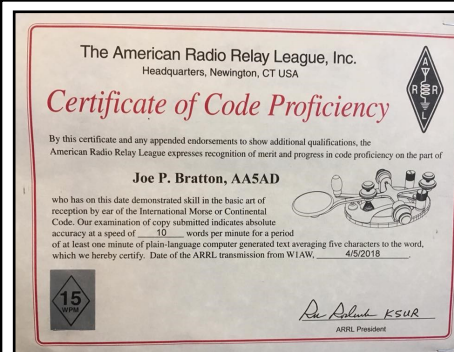 The American Radio Relay League, Inc.
Headquarters, Newington, CT USA
Certificate of Code Proficiency
A
R R
L
By this certificate and any appended endorsements to show additional qualifications, the
American Radio Relay League expresses recognition of merit and progress in code proficiency on the part of
Joe P. Bratton, AA5AD
who has on this date demonstrated skill in the basic art of
reception by ear of the International Morse or Continental
Code. Our examination of copy submitted indicates absolute
accuracy at a speed of 10 words per minute for a period
of at least one minute of plain-language computer generated text averaging five characters to the word,
which we hereby certify. Date of the ARRL transmission from W1AW, 4/5/2018.
15
WPM
K5UR
ARRL President